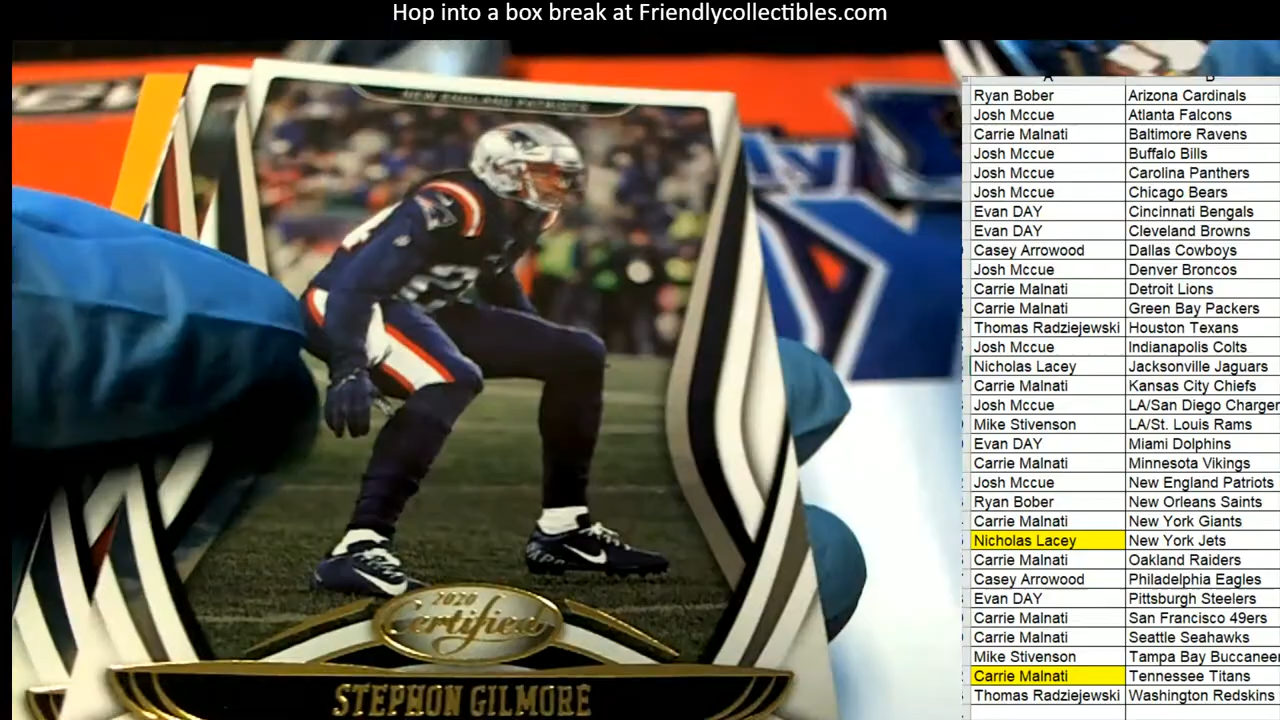 Hop into a box break at Friendlycollectibles.com
NEW ENGLAND PATRIOTS
2020
Certified
STEPHON GILMORE
A B
Ryan Bober Arizona Cardinals
Josh Mccue Atlanta Falcons
Carrie Malnati Baltimore Ravens
Josh Mccue Buffalo Bills
Josh Mccue Carolina Panthers
Josh Mccue Chicago Bears
Evan DAY Cincinnati Bengals
Evan DAY Cleveland Browns
Casey Arrowood Dallas Cowboys
Josh Mccue Denver Broncos
Carrie Malnati Detroit Lions
Carrie Malnati Green Bay Packers
Thomas Radziejewski Houston Texans
Josh Mccue Indianapolis Colts
Nicholas Lacey Jacksonville Jaguars
Carrie Malnati Kansas City Chiefs
Josh Mccue LA/San Diego Charger
Mike Stivenson LA/St. Louis Rams
Evan DAY Miami Dolphins
Carrie Malnati Minnesota Vikings
Josh Mccue New England Patriots
Ryan Bober New Orleans Saints
Carrie Malnati New York Giants
Nicholas Lacey New York Jets
Carrie Malnati Oakland Raiders
Casey Arrowood Philadelphia Eagles
Evan DAY Pittsburgh Steelers
Carrie Malnati San Francisco 49ers
Carrie Malnati Seattle Seahawks
Mike Stivenson Tampa Bay Buccaneer
Carrie Malnati Tennessee Titans
Thomas Radziejewski Washington Redskins